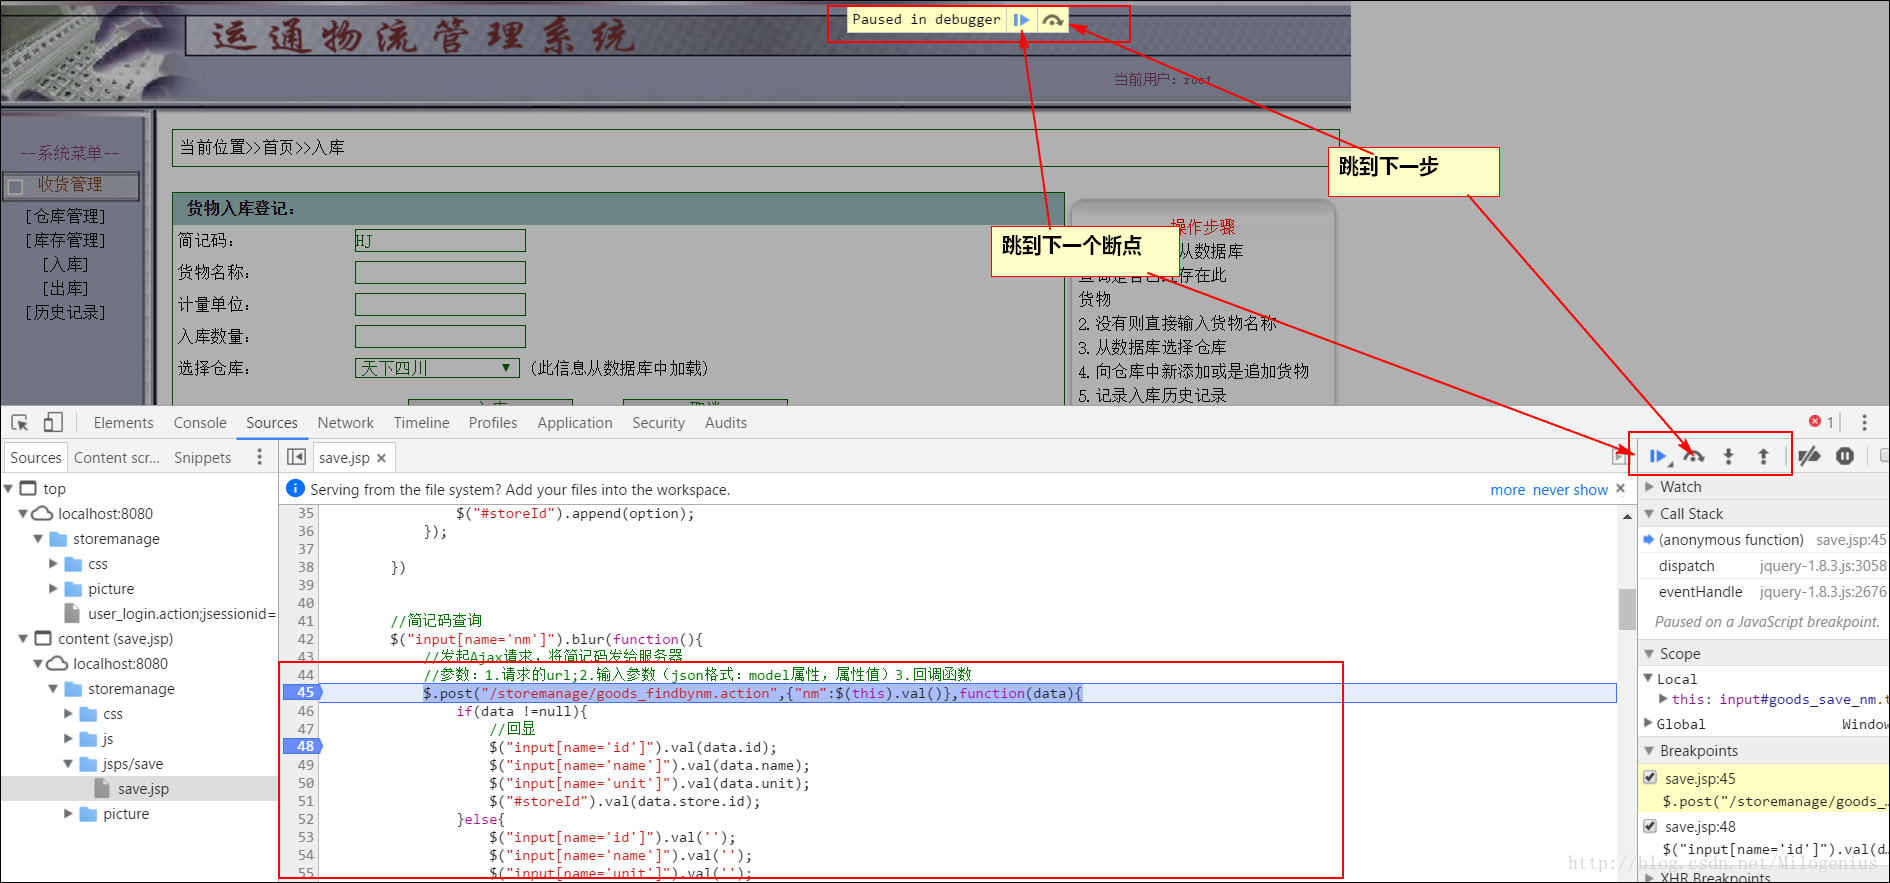 运通物流管理系统
Paused in debugger
当前用户：root
当前位置>>首页>>入库
跳到下一步
--系统菜单--
收货管理
[仓库管理]
[库存管理]
[入库]
[出库]
[历史记录]
货物入库登记：
简记码：
HJ
货物名称：
计量单位：
入库数量：
选择仓库：
天下四川
(此信息从数据库中加载)
跳到下一个断点
操作步骤
从数据库
存在此
货物
2. 没有则直接输入货物名称
3. 从数据库选择仓库
4. 向仓库中新添加或是追加货物
5. 记录入库历史记录
Elements Console Sources Network Timeline Profiles Application Security Audits
1
Sources Content scr... Snippets
save.jsp ×
Serving from the file system? Add your files into the workspace.
more never show ×
top
localhost:8080
storemanage
css
picture
user_login.action;jsessionid=
content (save.jsp)
localhost:8080
storemanage
css
js
jsps/save
save.jsp
picture
35 $("#storeId").append(option);
36 });
37
38 })
39
40
41 //简记码查询
42 $("input[name='nm']").blur(function(){
43 //发起Ajax请求，将简记码发给服务器
44 //参数：1.请求的url;2.输入参数（json格式：model属性，属性值）3.回调函数
45 $.post("/storemanage/goods_findbynm.action",{"nm":$(this).val()},function(data){
46 if(data !=null){
47 //回显
48 $("input[name='id']").val(data.id);
49 $("input[name='name']").val(data.name);
50 $("input[name='unit']").val(data.unit);
51 $("#storeId").val(data.store.id);
52 }else{
53 $("input[name='id']").val('');
54 $("input[name='name']").val('');
55 $("input[name='unit']").val('');
Watch
Call Stack
(anonymous function) save.jsp:45
dispatch jquery-1.8.3.js:3058
eventHandle jquery-1.8.3.js:2676
Paused on a JavaScript breakpoint.
Scope
Local
this: input#goods_save_nm.t
Global Window
Breakpoints
save.jsp:45
$.post("/storemanage/goods_…
save.jsp:48
$("input[name='id']").val(d…
XHR Breakpoints
http://blog.csdn.net/Milogenius